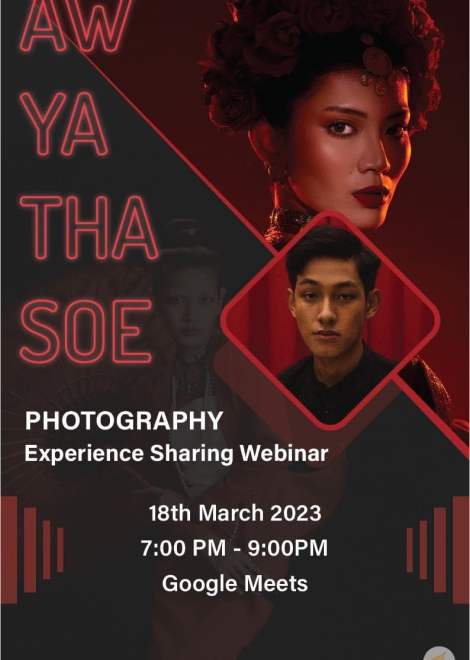 AW
YA
THA
SOE
PHOTOGRAPHY
Experience Sharing Webinar
18th March 2023
7:00 PM - 9:00PM
Google Meets